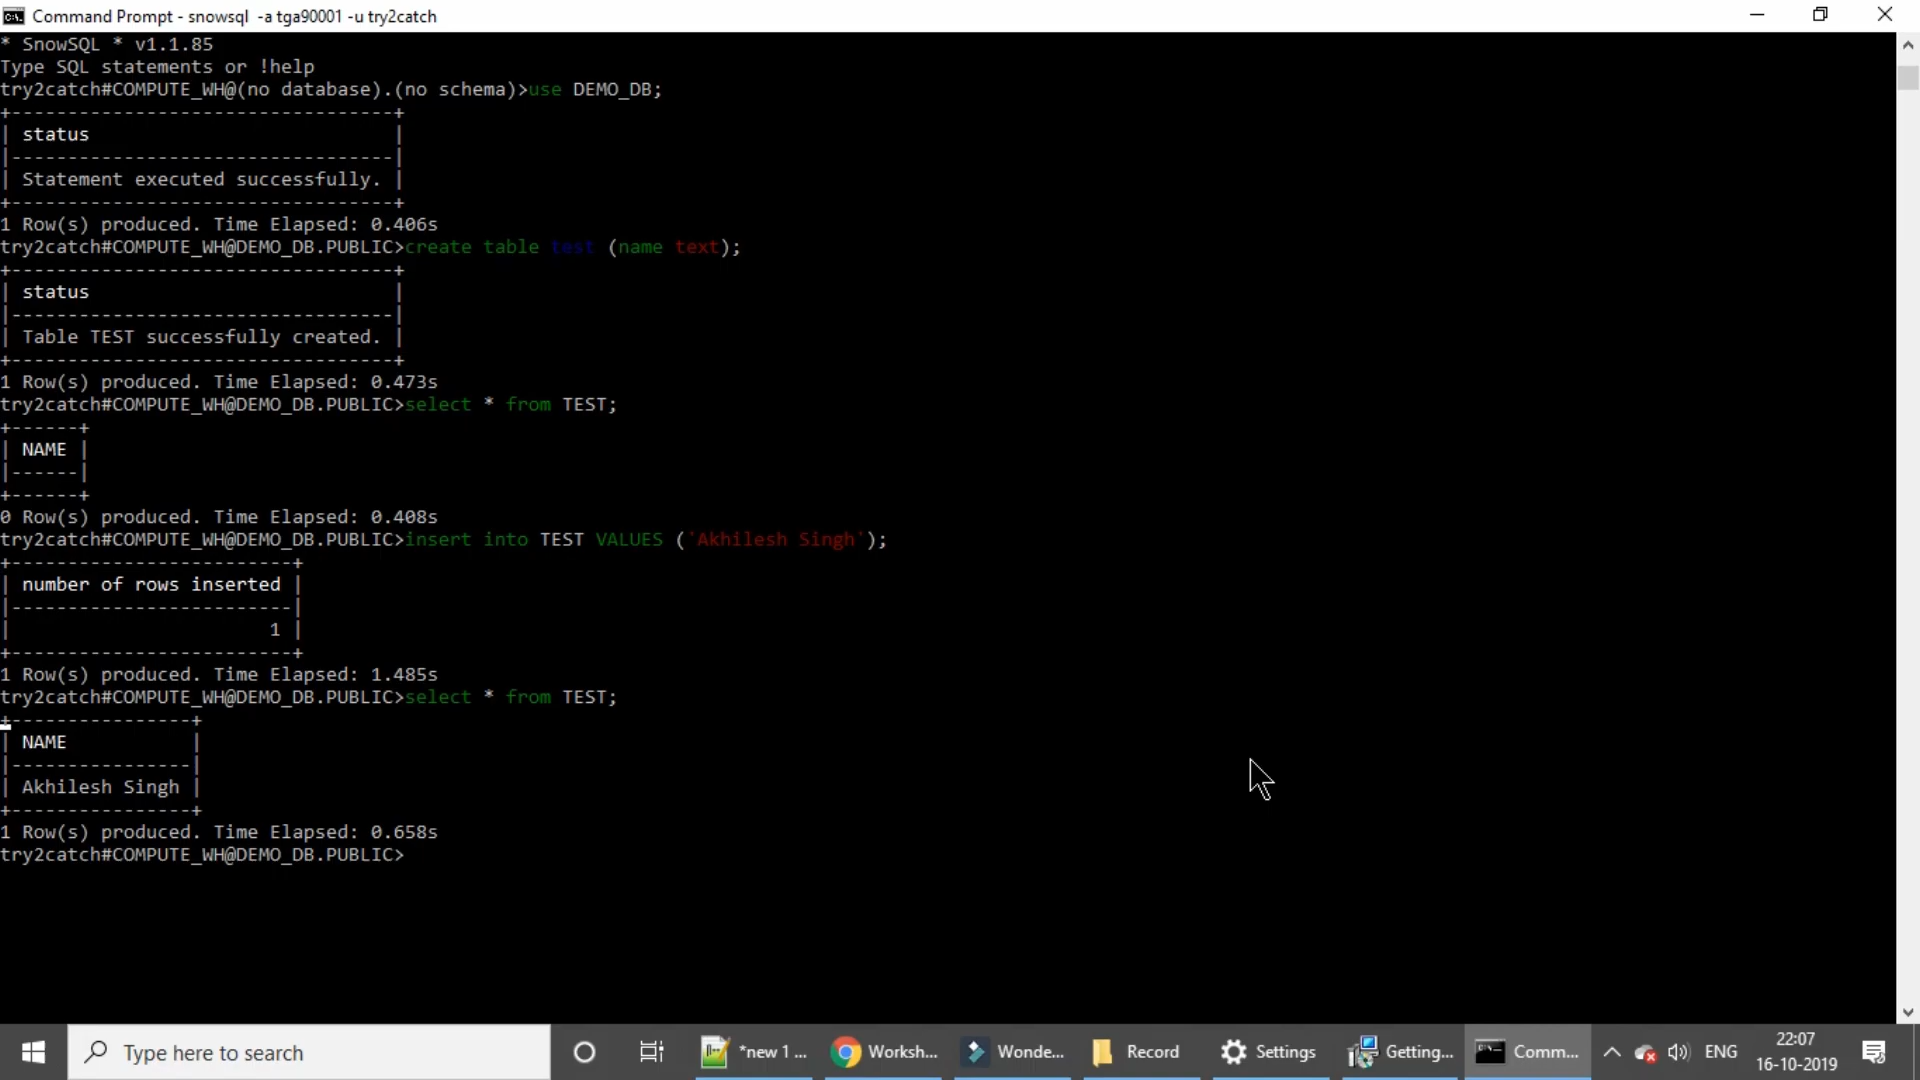 Command Prompt - snowsql  -a tga90001 -u try2catch
* SnowSQL * v1.1.85
Type SQL statements or !help
try2catch#COMPUTE_WH@(no database).(no schema)>use DEMO_DB;
+----------------------------------+
| status                           |
|----------------------------------|
| Statement executed successfully. |
+----------------------------------+
1 Row(s) produced. Time Elapsed: 0.406s
try2catch#COMPUTE_WH@DEMO_DB.PUBLIC>create table test (name text);
+----------------------------------+
| status                           |
|----------------------------------|
| Table TEST successfully created. |
+----------------------------------+
1 Row(s) produced. Time Elapsed: 0.473s
try2catch#COMPUTE_WH@DEMO_DB.PUBLIC>select * from TEST;
+------+
| NAME |
|------|
+------+
0 Row(s) produced. Time Elapsed: 0.408s
try2catch#COMPUTE_WH@DEMO_DB.PUBLIC>insert into TEST VALUES ('Akhilesh Singh');
+-------------------------+
| number of rows inserted |
|-------------------------|
|                       1 |
+-------------------------+
1 Row(s) produced. Time Elapsed: 1.485s
try2catch#COMPUTE_WH@DEMO_DB.PUBLIC>select * from TEST;
+----------------+
| NAME           |
|----------------|
| Akhilesh Singh |
+----------------+
1 Row(s) produced. Time Elapsed: 0.658s
try2catch#COMPUTE_WH@DEMO_DB.PUBLIC>
Type here to search
*new 1 ...
Worksh...
Wonde...
Record
Settings
Getting...
Comm...
ENG
22:07
16-10-2019